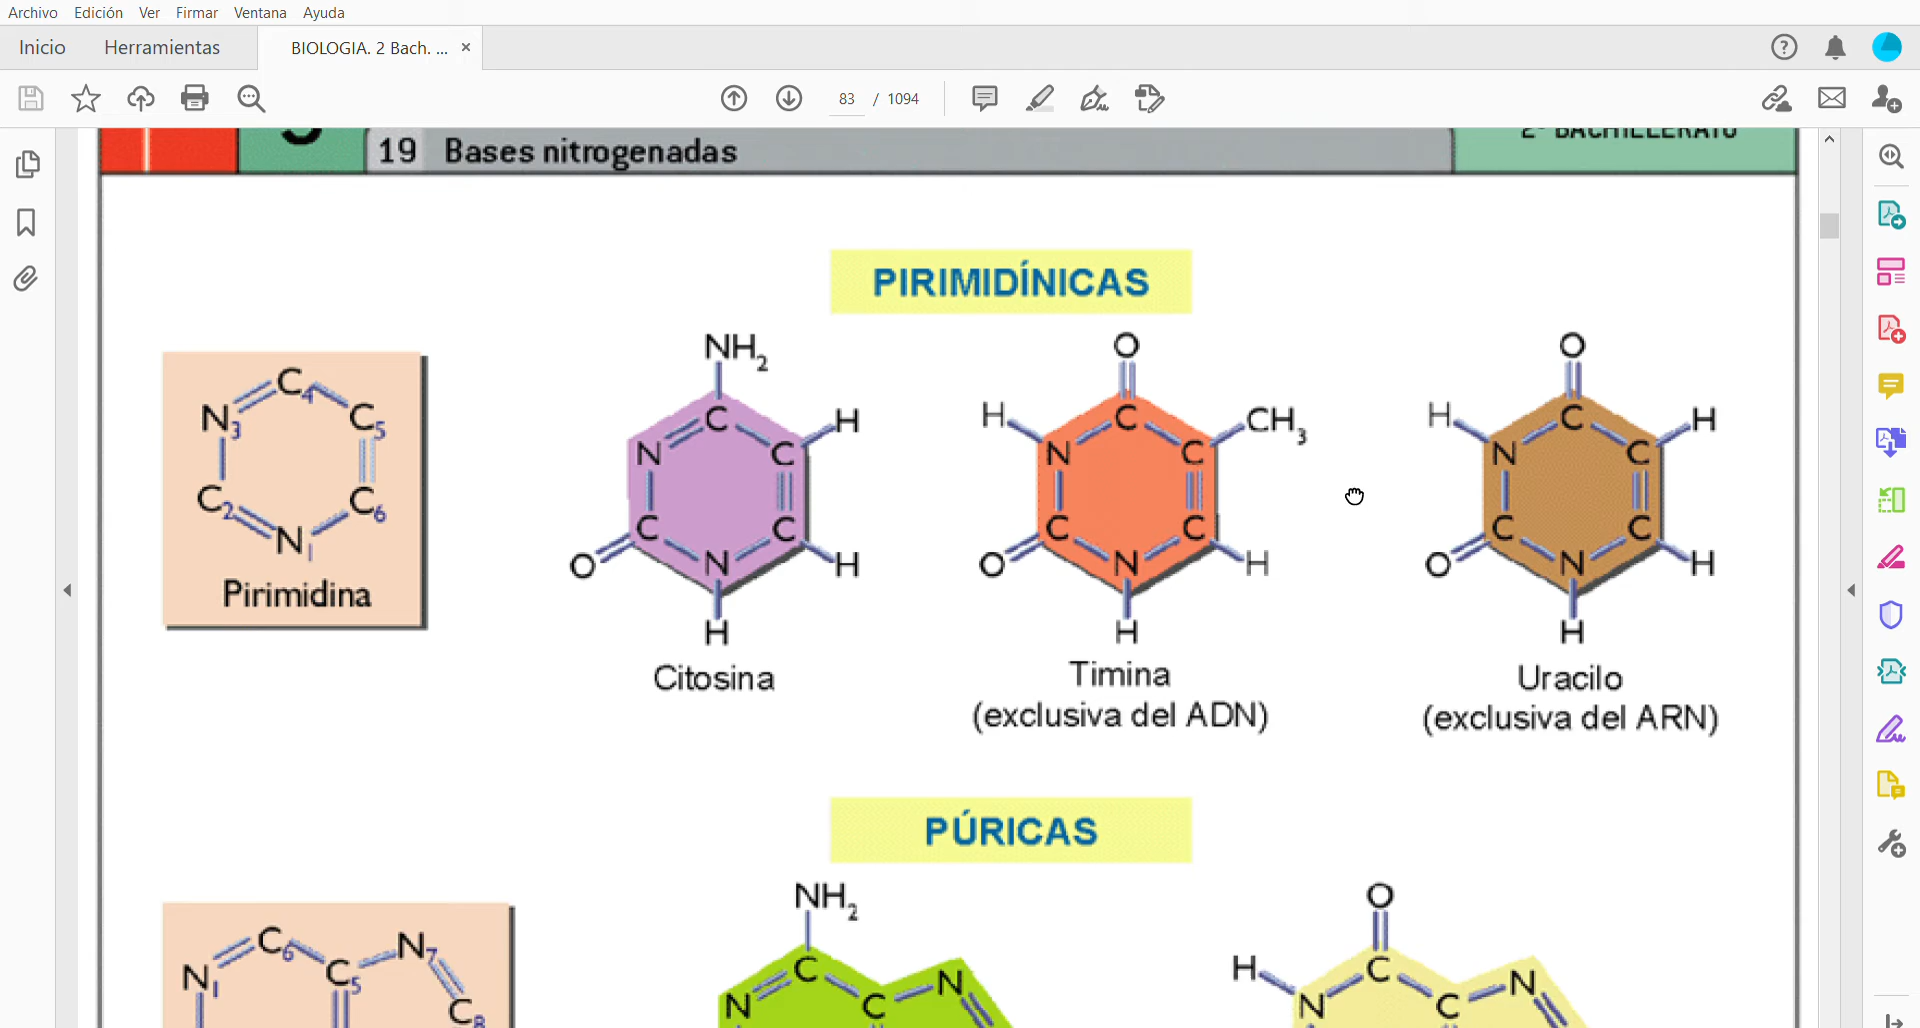 Archivo Edición Ver Firmar Ventana Ayuda
Inicio Herramientas BIOLOGIA. 2 Bach. ... ×
83 / 1094
19 Bases nitrogenadas
2º BACHILLERATO
PIRIMIDÍNICAS
N3 C4 C5 C2 N1 C6
Pirimidina
NH2
N C C H
C N C H
O
H
Citosina
O
H N C C CH3
O C N C H
H
Timina
(exclusiva del ADN)
O
H N C C H
O C N C H
H
Uracilo
(exclusiva del ARN)
PÚRICAS
N1 C6 C5 N7 C8
NH2
N C C N
O
H N C C N